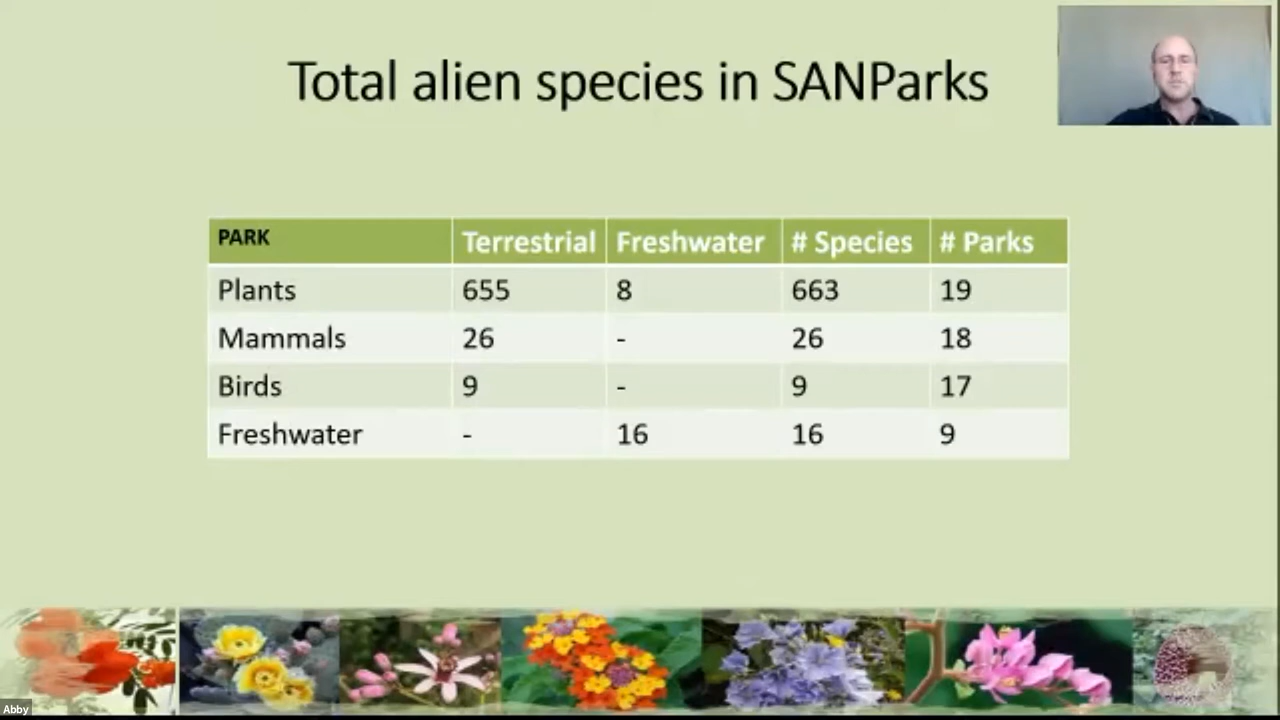 Total alien species in SANParks
PARK Terrestrial Freshwater # Species # Parks
Plants 655 8 663 19
Mammals 26 - 26 18
Birds 9 - 9 17
Freshwater - 16 16 9
Abby